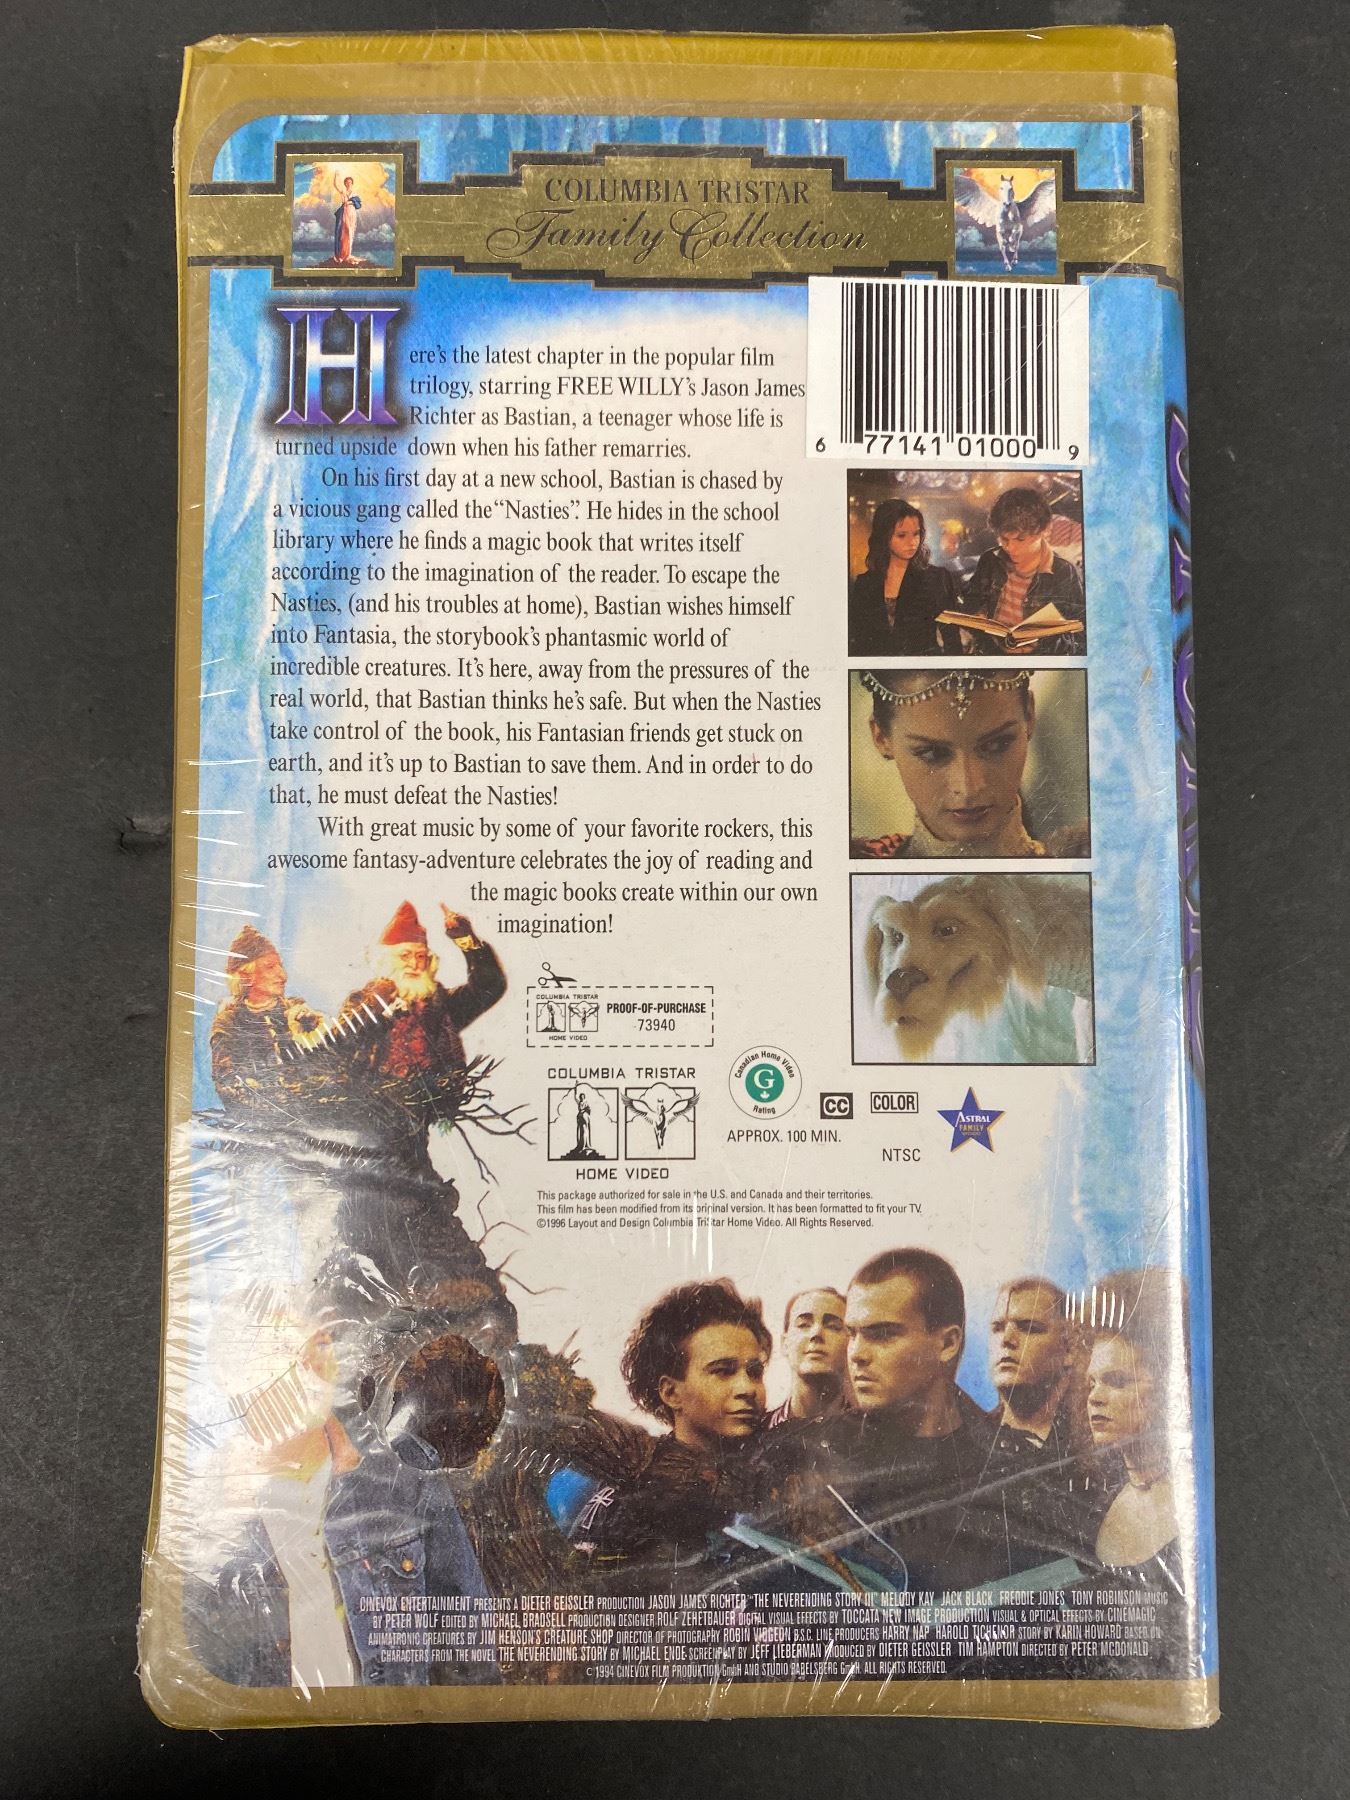 COLUMBIA TRISTAR
Family Collection
Here's the latest chapter in the popular film
trilogy, starring FREE WILLY's Jason James
Richter as Bastian, a teenager whose life is
turned upside down when his father remarries.
On his first day at a new school, Bastian is chased by
a vicious gang called the "Nasties". He hides in the school
library where he finds a magic book that writes itself
according to the imagination of the reader. To escape the
Nasties, (and his troubles at home), Bastian wishes himself
into Fantasia, the storybook's phantasmic world of
incredible creatures. It's here, away from the pressures of the
real world, that Bastian thinks he's safe. But when the Nasties
take control of the book, his Fantasian friends get stuck on
earth, and it's up to Bastian to save them. And in order to do
that, he must defeat the Nasties!
With great music by some of your favorite rockers, this
awesome fantasy-adventure celebrates the joy of reading and
the magic books create within our own
imagination!
6 77141 01000 9
COLUMBIA TRISTAR
HOME VIDEO
PROOF-OF-PURCHASE
73940
COLUMBIA TRISTAR
HOME VIDEO
Canadian Home Video
G
Rating
CC
COLOR
ASTRAL
FAMILY
APPROX. 100 MIN.
NTSC
This package authorized for sale in the U.S. and Canada and their territories.
This film has been modified from its original version. It has been formatted to fit your TV.
©1996 Layout and Design Columbia TriStar Home Video. All Rights Reserved.
CINEVOX ENTERTAINMENT PRESENTS A DIETER GEISSLER PRODUCTION JASON JAMES RICHTER "THE NEVERENDING STORY III" MELODY KAY JACK BLACK FREDDIE JONES TONY ROBINSON MUSIC
BY PETER WOLF EDITED BY MICHAEL BRADSELL PRODUCTION DESIGNER ROLF ZEHETBAUER DIGITAL VISUAL EFFECTS BY TOCCATA NEW IMAGE PRODUCTION VISUAL & OPTICAL EFFECTS BY CINEMAGIC
ANIMATRONIC CREATURES BY JIM HENSON'S CREATURE SHOP DIRECTOR OF PHOTOGRAPHY ROBIN VIDGEON B.S.C. LINE PRODUCERS HARRY NAP HAROLD TICHENOR STORY BY KARIN HOWARD BASED ON
CHARACTERS FROM THE NOVEL THE NEVERENDING STORY BY MICHAEL ENDE SCREENPLAY BY JEFF LIEBERMAN PRODUCED BY DIETER GEISSLER TIM HAMPTON DIRECTED BY PETER MCDONALD
© 1994 CINEVOX FILM PRODUKTION GmbH AND STUDIO BABELSBERG GmbH. ALL RIGHTS RESERVED.